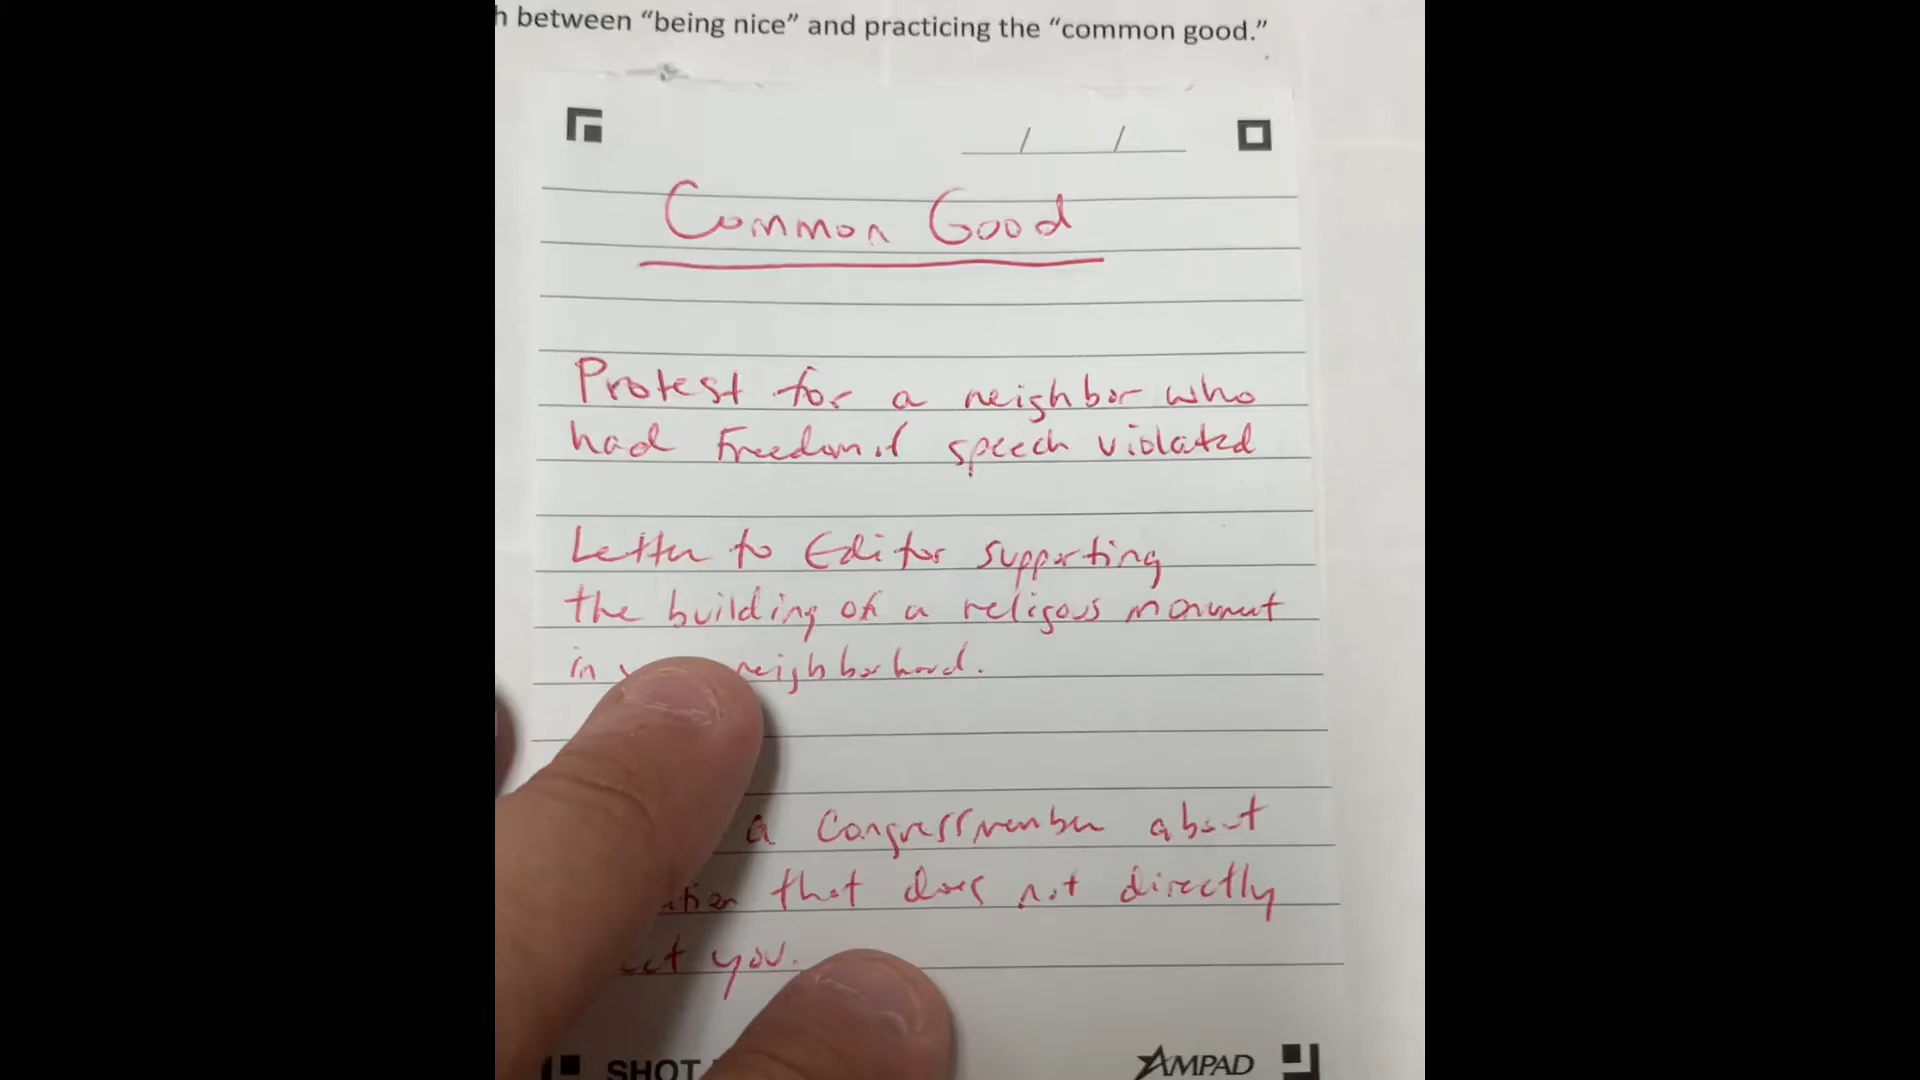 between “being nice” and practicing the “common good.”
/ /
Common Good
Protest for a neighbor who
had Freedom of speech violated
Letter to Editor supporting
the building of a religous monument
in neighborhood.
a Congressmember about
that does not directly
you.
SHOT
AMPAD